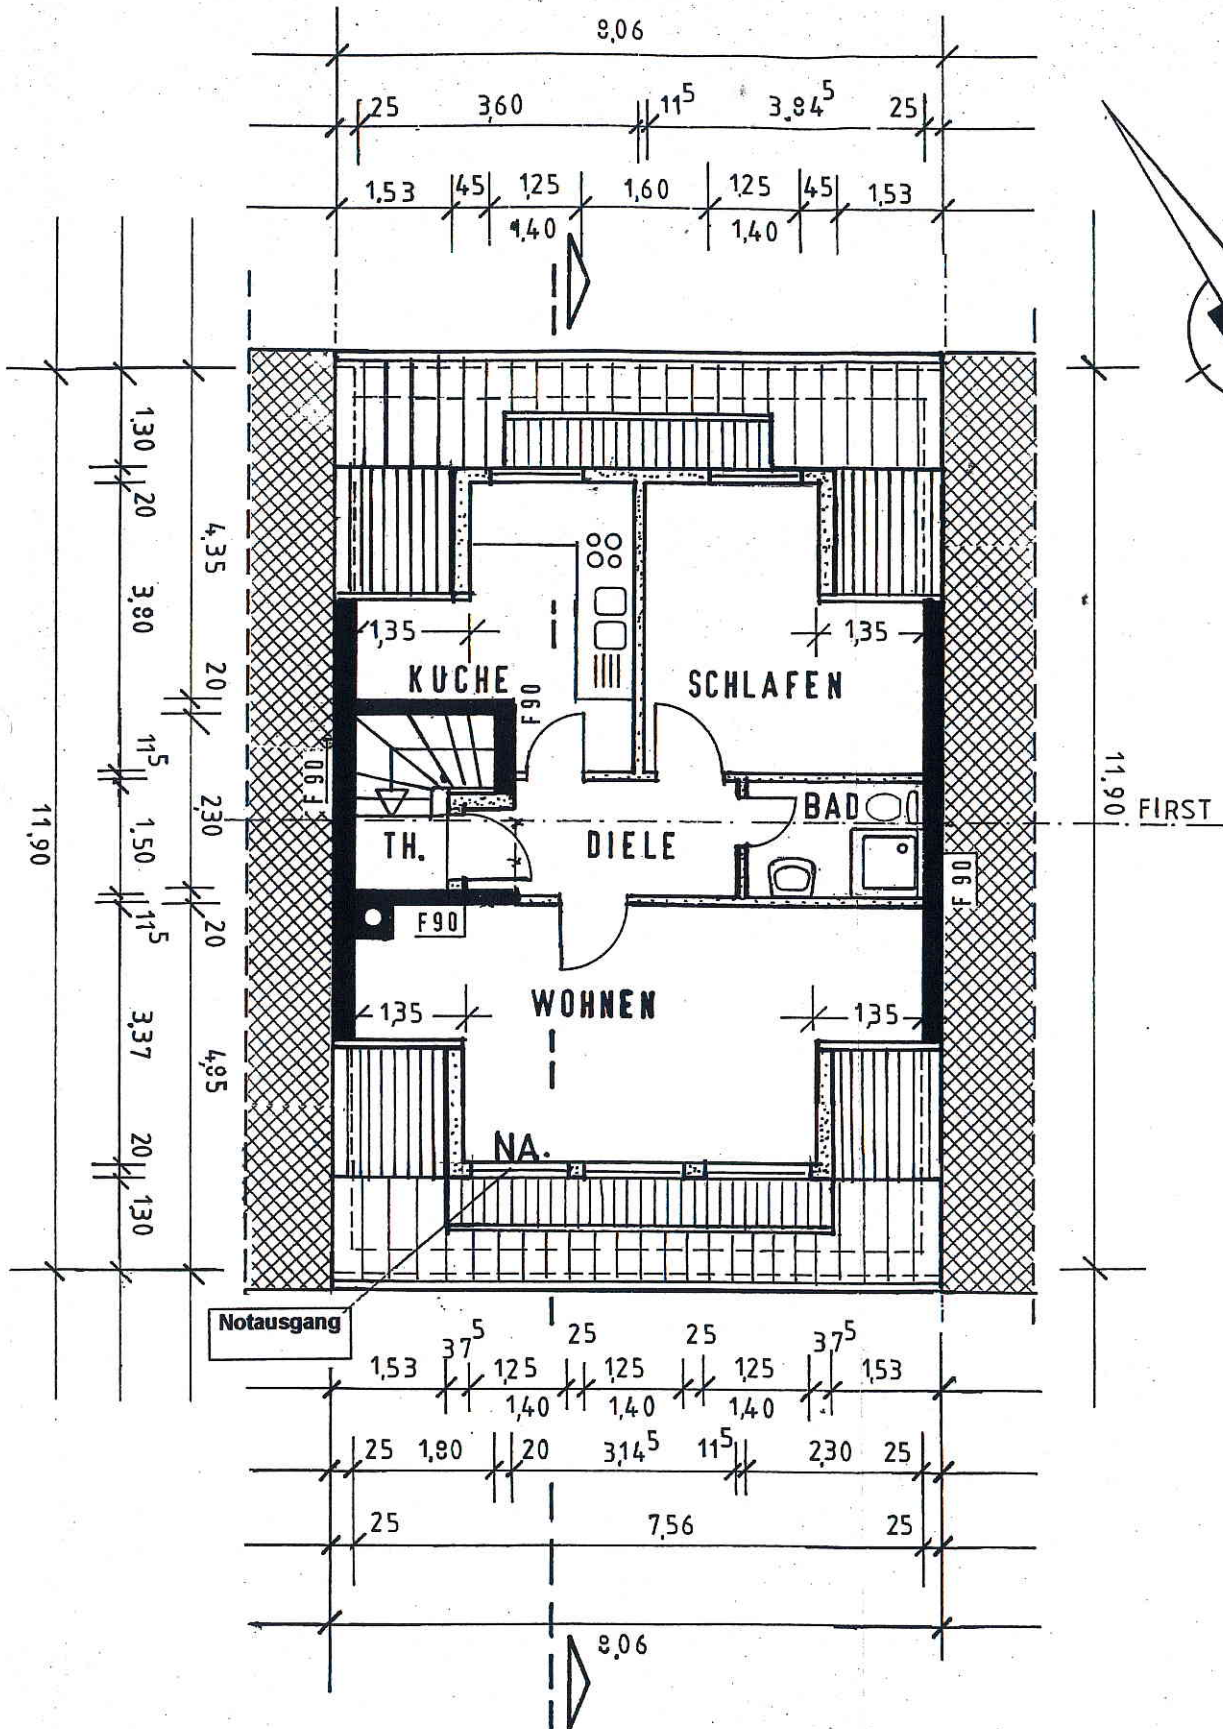 8,06
25 3,60 11⁵ 3,84⁵ 25
1,53 45 1,25 1,60 1,25 45 1,53
1,40 1,40
11,90
1,30 20 3,80 11⁵ 1,50 11⁵ 3,37 20 1,30
4,35 20 2,30 20 4,85
1,35 1,35
KUCHE
F90
SCHLAFEN
F90
11,90
FIRST
BAD
TH.
DIELE
F90
F90
WOHNEN
1,35 1,35
NA.
Notausgang
37⁵ 25 25 37⁵
1,53 1,25 1,25 1,25 1,53
1,40 1,40 1,40
25 1,80 20 3,14⁵ 11⁵ 2,30 25
25 7,56 25
8,06